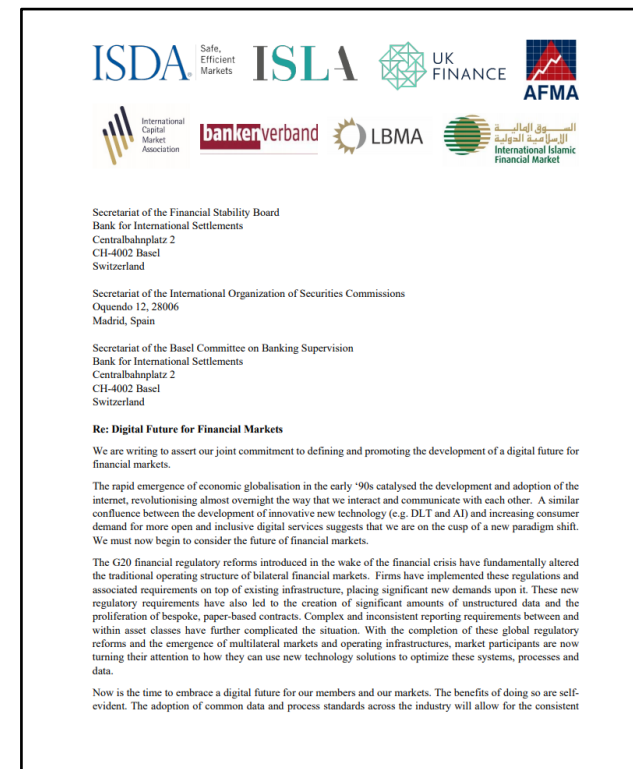 ISDA® Safe,
Efficient
Markets
ISLA
UK
FINANCE
AFMA
International
Capital
Market
Association
bankenverband
LBMA
السوق المالية
الإسلامية الدولية
International Islamic
Financial Market
Secretariat of the Financial Stability Board
Bank for International Settlements
Centralbahnplatz 2
CH-4002 Basel
Switzerland
Secretariat of the International Organization of Securities Commissions
Oquendo 12, 28006
Madrid, Spain
Secretariat of the Basel Committee on Banking Supervision
Bank for International Settlements
Centralbahnplatz 2
CH-4002 Basel
Switzerland
Re: Digital Future for Financial Markets
We are writing to assert our joint commitment to defining and promoting the development of a digital future for
financial markets.
The rapid emergence of economic globalisation in the early ‘90s catalysed the development and adoption of the
internet, revolutionising almost overnight the way that we interact and communicate with each other. A similar
confluence between the development of innovative new technology (e.g. DLT and AI) and increasing consumer
demand for more open and inclusive digital services suggests that we are on the cusp of a new paradigm shift.
We must now begin to consider the future of financial markets.
The G20 financial regulatory reforms introduced in the wake of the financial crisis have fundamentally altered
the traditional operating structure of bilateral financial markets. Firms have implemented these regulations and
associated requirements on top of existing infrastructure, placing significant new demands upon it. These new
regulatory requirements have also led to the creation of significant amounts of unstructured data and the
proliferation of bespoke, paper-based contracts. Complex and inconsistent reporting requirements between and
within asset classes have further complicated the situation. With the completion of these global regulatory
reforms and the emergence of multilateral markets and operating infrastructures, market participants are now
turning their attention to how they can use new technology solutions to optimize these systems, processes and
data.
Now is the time to embrace a digital future for our members and our markets. The benefits of doing so are self-
evident. The adoption of common data and process standards across the industry will allow for the consistent